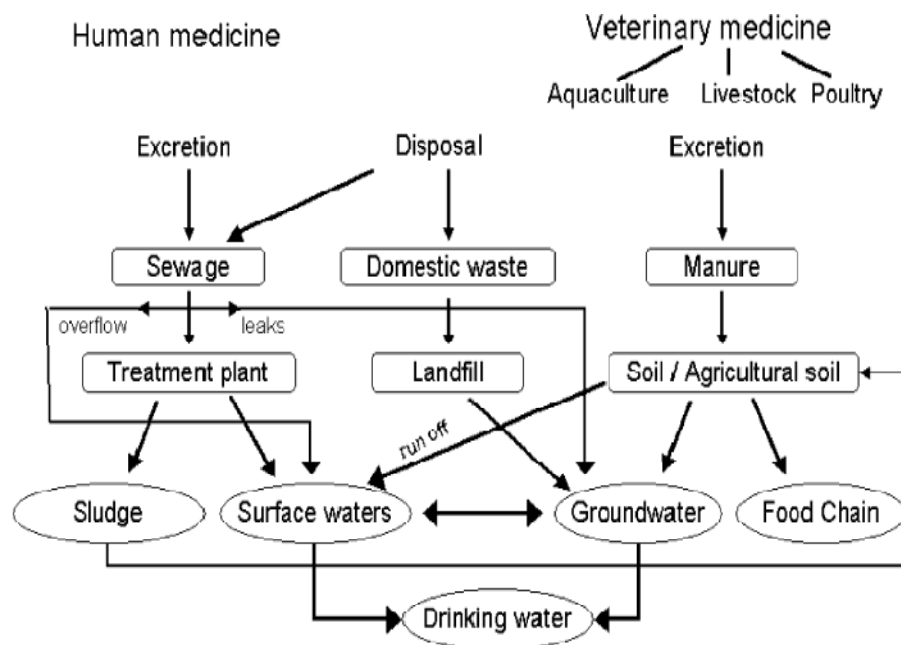 Human medicine
Veterinary medicine
Aquaculture Livestock Poultry
Excretion Disposal Excretion
Sewage Domestic waste Manure
overflow leaks
Treatment plant Landfill Soil / Agricultural soil
run off
Sludge Surface waters Groundwater Food Chain
Drinking water